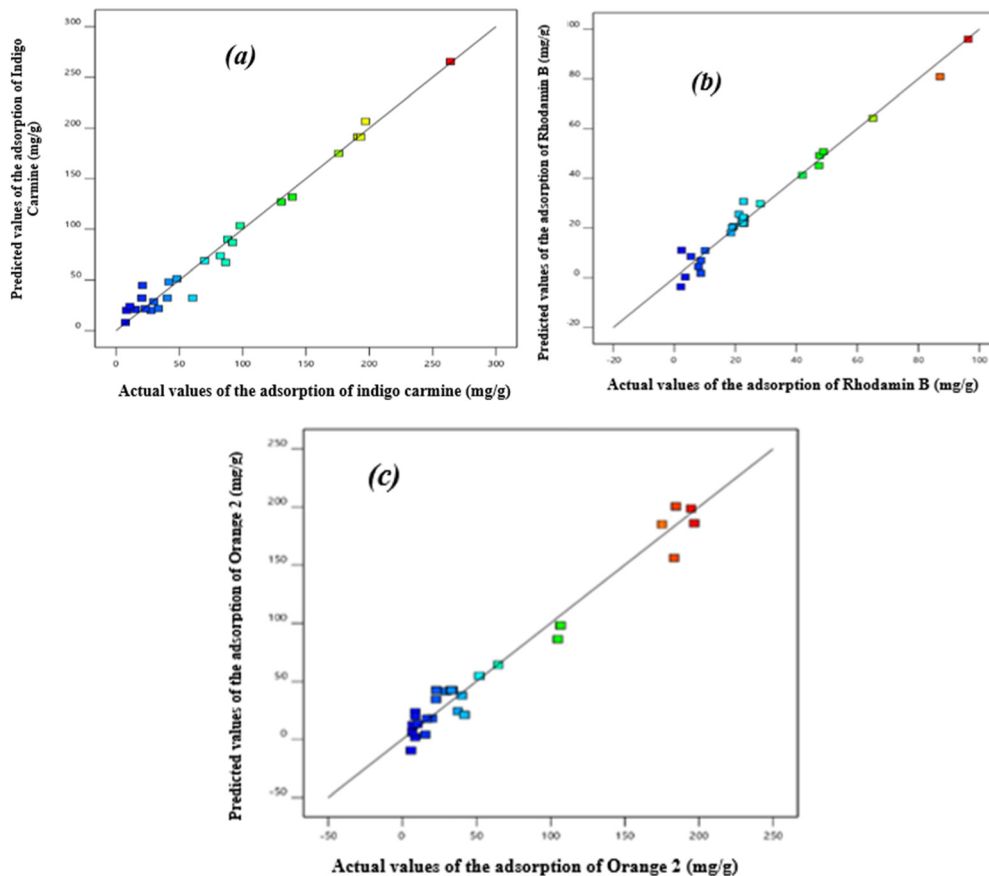 (a)
Predicted values of the adsorption of Indigo
Carmine (mg/g)
300
250
200
150
100
50
0
0 50 100 150 200 250 300
Actual values of the adsorption of indigo carmine (mg/g)
(b)
Predicted values of the adsorption of Rhodamin B (mg/g)
100
80
60
40
20
0
-20
-20 0 20 40 60 80 100
Actual values of the adsorption of Rhodamin B (mg/g)
(c)
Predicted values of the adsorption of Orange 2 (mg/g)
250
200
150
100
50
0
-50
-50 0 50 100 150 200 250
Actual values of the adsorption of Orange 2 (mg/g)